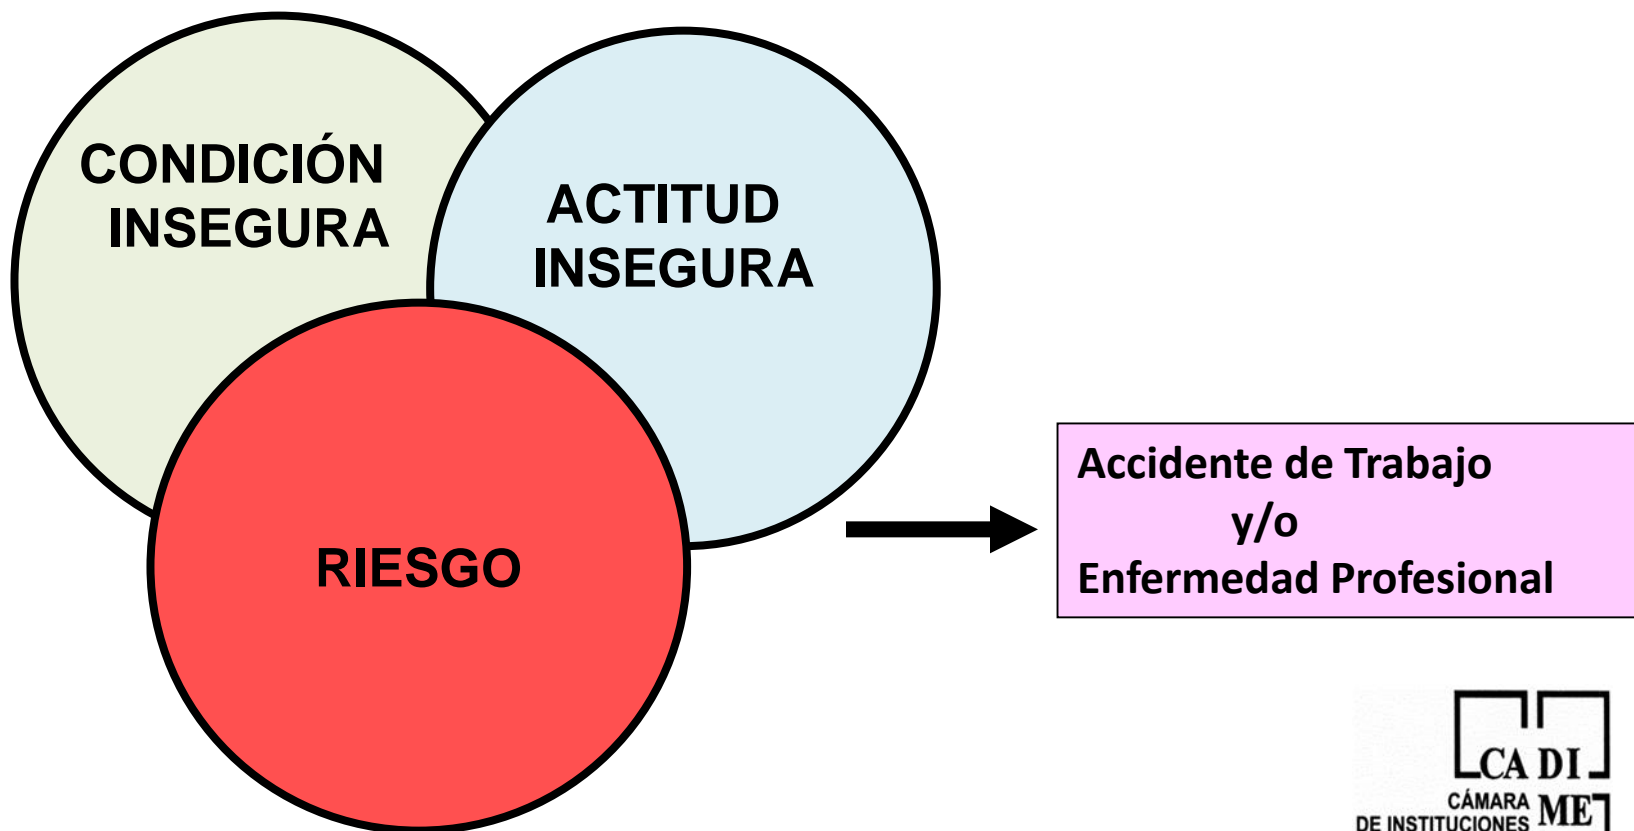 CONDICIÓN
INSEGURA
ACTITUD
INSEGURA
RIESGO
Accidente de Trabajo
y/o
Enfermedad Profesional
CA DI
CÁMARA ME
DE INSTITUCIONES